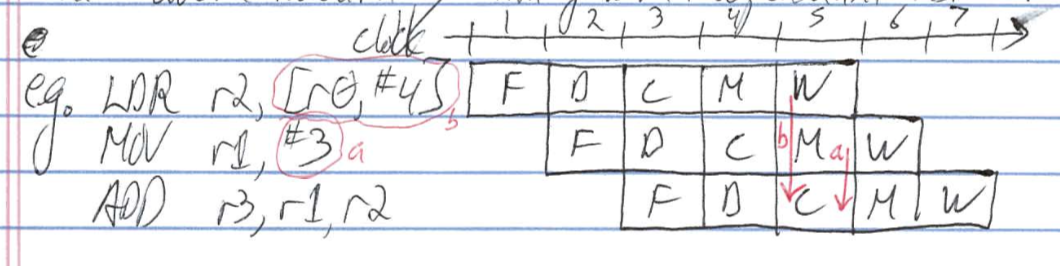 clock 1 2 3 4 5 6 7
e.g. LDR r2, [r0, #4] b F D C M W
MOV r1, #3 a F D C b M a W
ADD r3, r1, r2 F D C M W